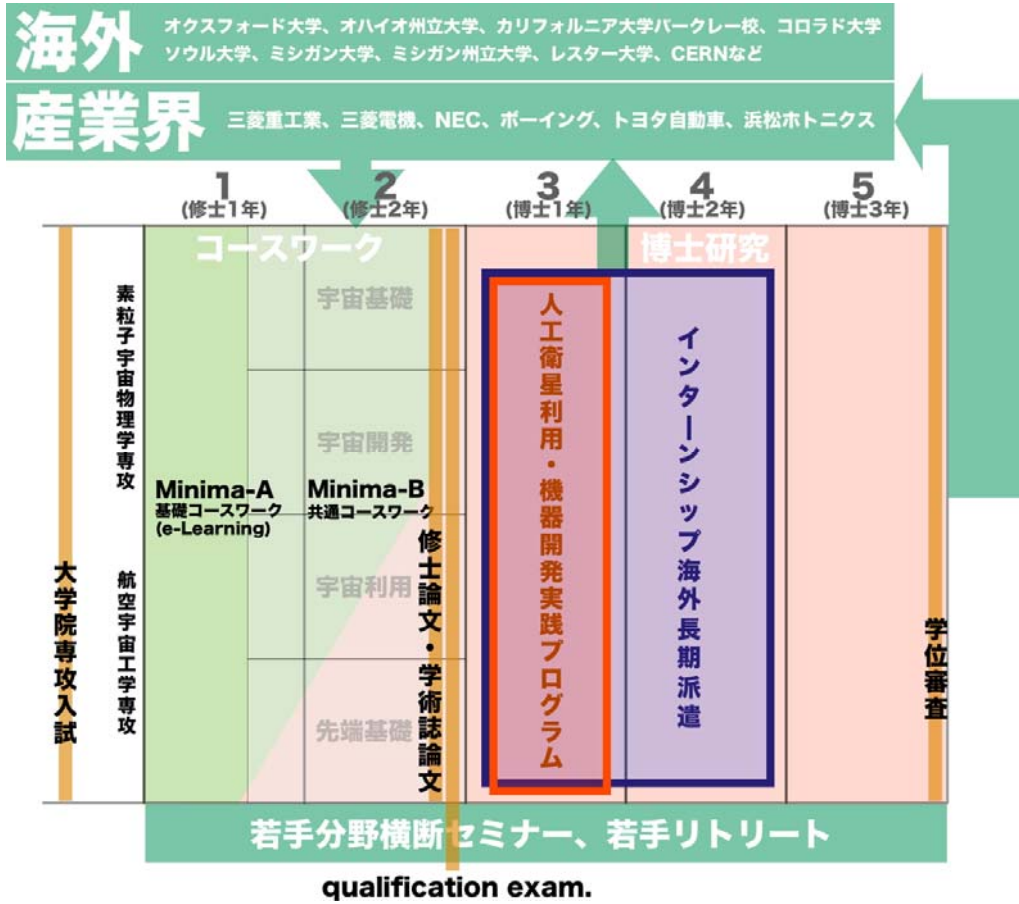 海外
オクスフォード大学、オハイオ州立大学、カリフォルニア大学バークレー校、コロラド大学
ソウル大学、ミシガン大学、ミシガン州立大学、レスター大学、CERNなど
産業界
三菱重工業、三菱電機、NEC、ボーイング、トヨタ自動車、浜松ホトニクス
1
(修士1年)
2
(修士2年)
3
(博士1年)
4
(博士2年)
5
(博士3年)
コースワーク
博士研究
大学院専攻入試
素粒子宇宙物理学専攻
航空宇宙工学専攻
Minima-A
基礎コースワーク
(e-Learning)
Minima-B
共通コースワーク
宇宙基礎
宇宙開発
宇宙利用
先端基礎
修士論文・学術誌論文
人工衛星利用・機器開発実践プログラム
インターンシップ海外長期派遣
学位審査
若手分野横断セミナー、若手リトリート
qualification exam.